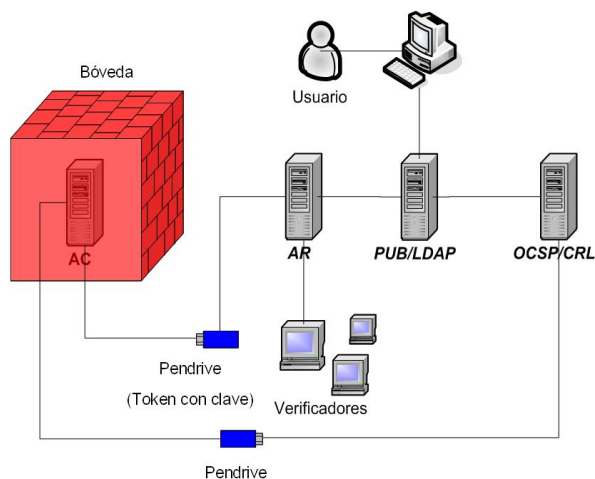 Bóveda
Usuario
AC
AR
PUB/LDAP
OCSP/CRL
Pendrive
(Token con clave)
Verificadores
Pendrive